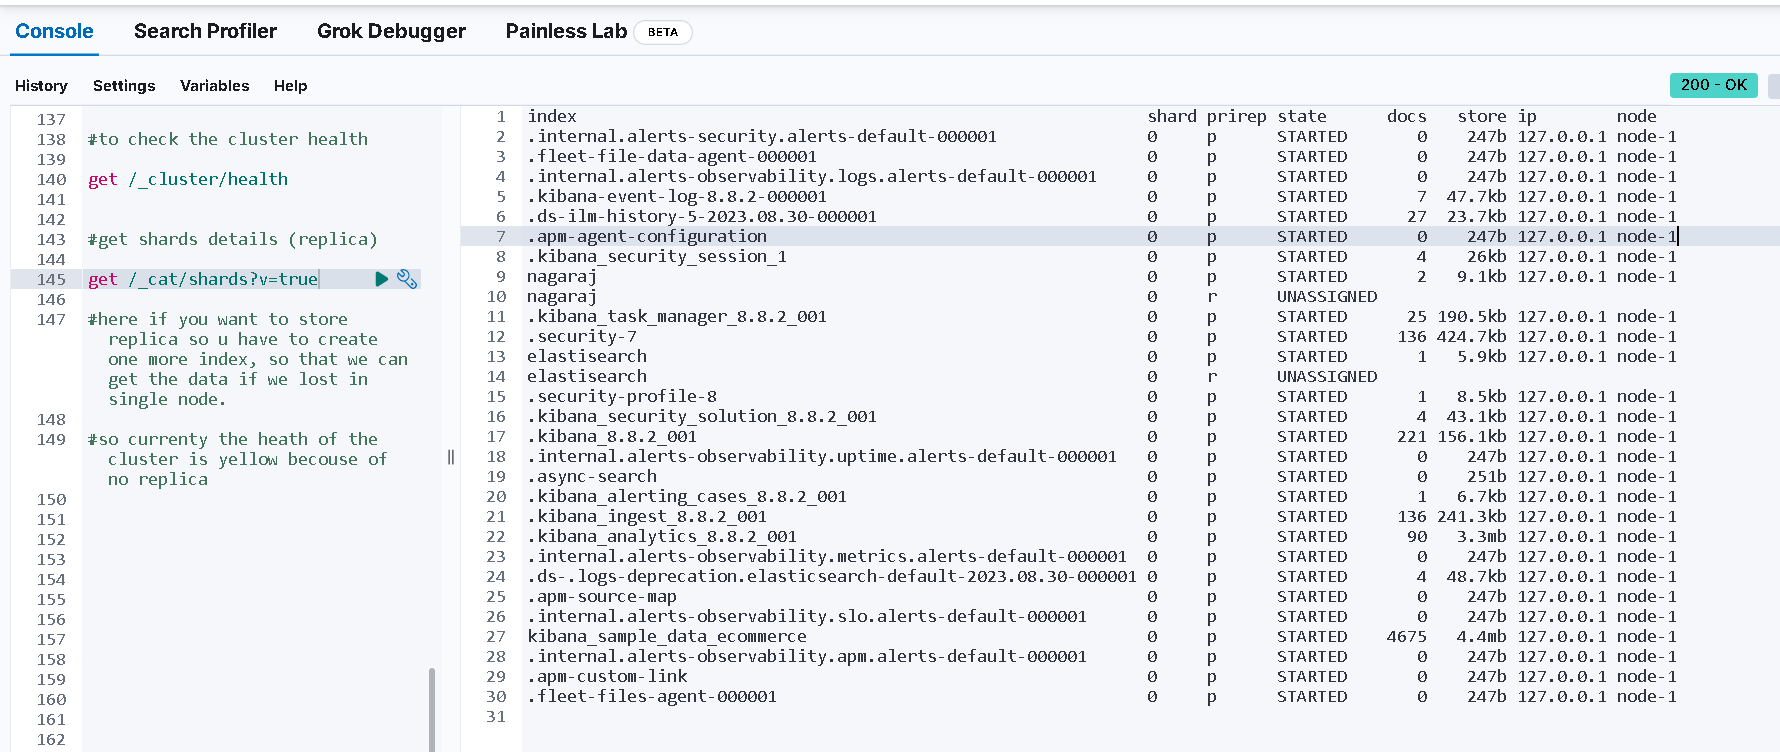 Console Search Profiler Grok Debugger Painless Lab BETA
History Settings Variables Help
200 - OK
137
138 #to check the cluster health
139
140 get /_cluster/health
141
142
143 #get shards details (replica)
144
145 get /_cat/shards?v=true
146
147 #here if you want to store
replica so u have to create
one more index, so that we can
get the data if we lost in
single node.
148
149 #so currenty the heath of the
cluster is yellow becouse of
no replica
150
151
152
153
154
155
156
157
158
159
160
161
162
1 index shard prirep state docs store ip node
2 .internal.alerts-security.alerts-default-000001 0 p STARTED 0 247b 127.0.0.1 node-1
3 .fleet-file-data-agent-000001 0 p STARTED 0 247b 127.0.0.1 node-1
4 .internal.alerts-observability.logs.alerts-default-000001 0 p STARTED 0 247b 127.0.0.1 node-1
5 .kibana-event-log-8.8.2-000001 0 p STARTED 7 47.7kb 127.0.0.1 node-1
6 .ds-ilm-history-5-2023.08.30-000001 0 p STARTED 27 23.7kb 127.0.0.1 node-1
7 .apm-agent-configuration 0 p STARTED 0 247b 127.0.0.1 node-1
8 .kibana_security_session_1 0 p STARTED 4 26kb 127.0.0.1 node-1
9 nagaraj 0 p STARTED 2 9.1kb 127.0.0.1 node-1
10 nagaraj 0 r UNASSIGNED
11 .kibana_task_manager_8.8.2_001 0 p STARTED 25 190.5kb 127.0.0.1 node-1
12 .security-7 0 p STARTED 136 424.7kb 127.0.0.1 node-1
13 elastisearch 0 p STARTED 1 5.9kb 127.0.0.1 node-1
14 elastisearch 0 r UNASSIGNED
15 .security-profile-8 0 p STARTED 1 8.5kb 127.0.0.1 node-1
16 .kibana_security_solution_8.8.2_001 0 p STARTED 4 43.1kb 127.0.0.1 node-1
17 .kibana_8.8.2_001 0 p STARTED 221 156.1kb 127.0.0.1 node-1
18 .internal.alerts-observability.uptime.alerts-default-000001 0 p STARTED 0 247b 127.0.0.1 node-1
19 .async-search 0 p STARTED 0 251b 127.0.0.1 node-1
20 .kibana_alerting_cases_8.8.2_001 0 p STARTED 1 6.7kb 127.0.0.1 node-1
21 .kibana_ingest_8.8.2_001 0 p STARTED 136 241.3kb 127.0.0.1 node-1
22 .kibana_analytics_8.8.2_001 0 p STARTED 90 3.3mb 127.0.0.1 node-1
23 .internal.alerts-observability.metrics.alerts-default-000001 0 p STARTED 0 247b 127.0.0.1 node-1
24 .ds-.logs-deprecation.elasticsearch-default-2023.08.30-000001 0 p STARTED 4 48.7kb 127.0.0.1 node-1
25 .apm-source-map 0 p STARTED 0 247b 127.0.0.1 node-1
26 .internal.alerts-observability.slo.alerts-default-000001 0 p STARTED 0 247b 127.0.0.1 node-1
27 kibana_sample_data_ecommerce 0 p STARTED 4675 4.4mb 127.0.0.1 node-1
28 .internal.alerts-observability.apm.alerts-default-000001 0 p STARTED 0 247b 127.0.0.1 node-1
29 .apm-custom-link 0 p STARTED 0 247b 127.0.0.1 node-1
30 .fleet-files-agent-000001 0 p STARTED 0 247b 127.0.0.1 node-1
31